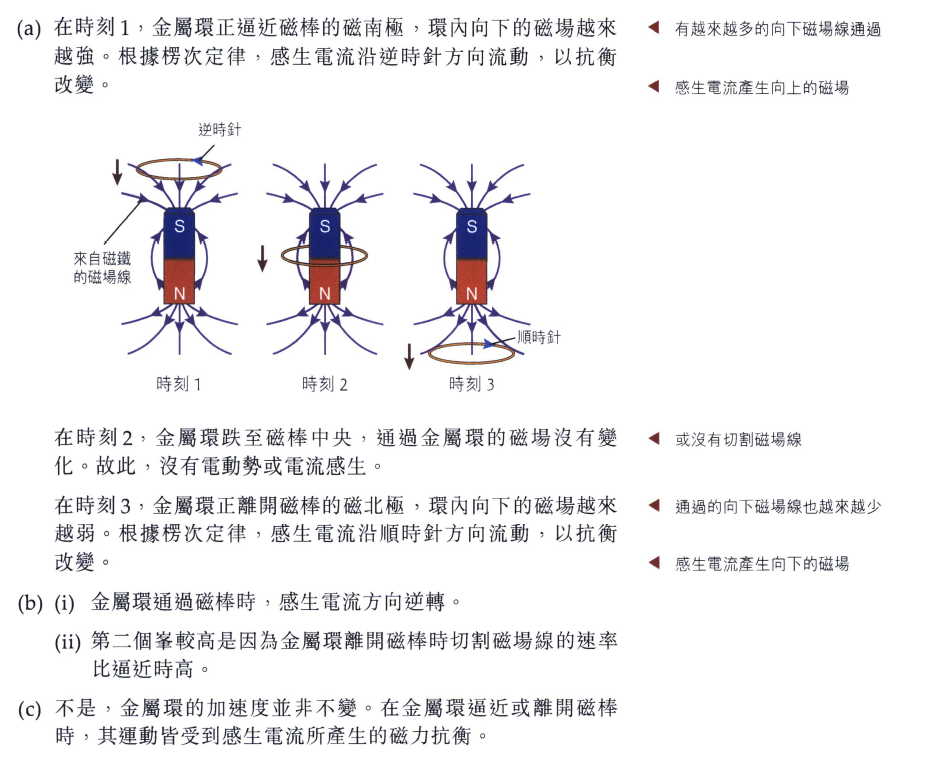 (a) 在時刻1，金屬環正逼近磁棒的磁南極，環內向下的磁場越來
越強。根據楞次定律，感生電流沿逆時針方向流動，以抗衡
改變。
◀ 有越來越多的向下磁場線通過
◀ 感生電流產生向上的磁場
逆時針
來自磁鐵
的磁場線
S
N
時刻 1
S
N
時刻 2
S
N
順時針
時刻 3
在時刻2，金屬環跌至磁棒中央，通過金屬環的磁場沒有變
化。故此，沒有電動勢或電流感生。
◀ 或沒有切割磁場線
在時刻3，金屬環正離開磁棒的磁北極，環內向下的磁場越來
越弱。根據楞次定律，感生電流沿順時針方向流動，以抗衡
改變。
◀ 通過的向下磁場線也越來越少
◀ 感生電流產生向下的磁場
(b) (i) 金屬環通過磁棒時，感生電流方向逆轉。
(ii) 第二個峯較高是因為金屬環離開磁棒時切割磁場線的速率
比逼近時高。
(c) 不是，金屬環的加速度並非不變。在金屬環逼近或離開磁棒
時，其運動皆受到感生電流所產生的磁力抗衡。